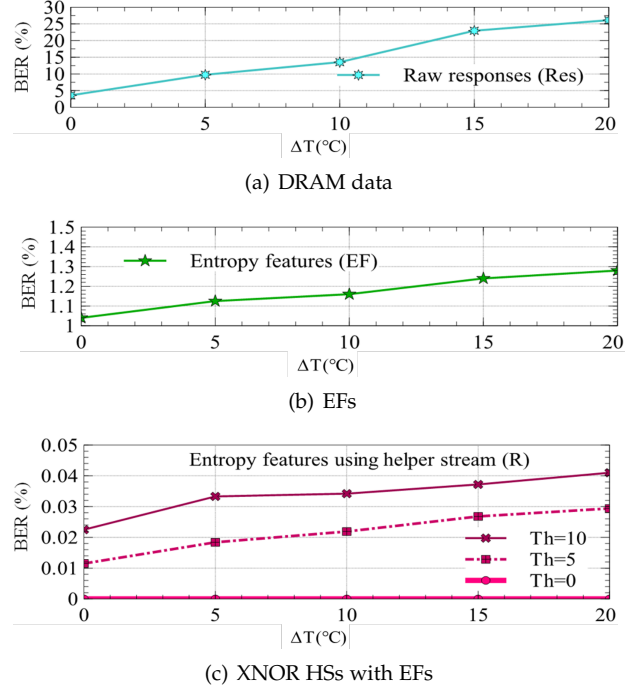 BER (%)
30
25
20
15
10
5
0
Raw responses (Res)
0 5 10 15 20
ΔT(°C)
(a) DRAM data
BER (%)
1.5
1.4
1.3
1.2
1.1
1
Entropy features (EF)
0 5 10 15 20
ΔT(°C)
(b) EFs
BER (%)
0.05
0.04
0.03
0.02
0.01
0
Entropy features using helper stream (R)
Th=10
Th=5
Th=0
0 5 10 15 20
ΔT(°C)
(c) XNOR HSs with EFs